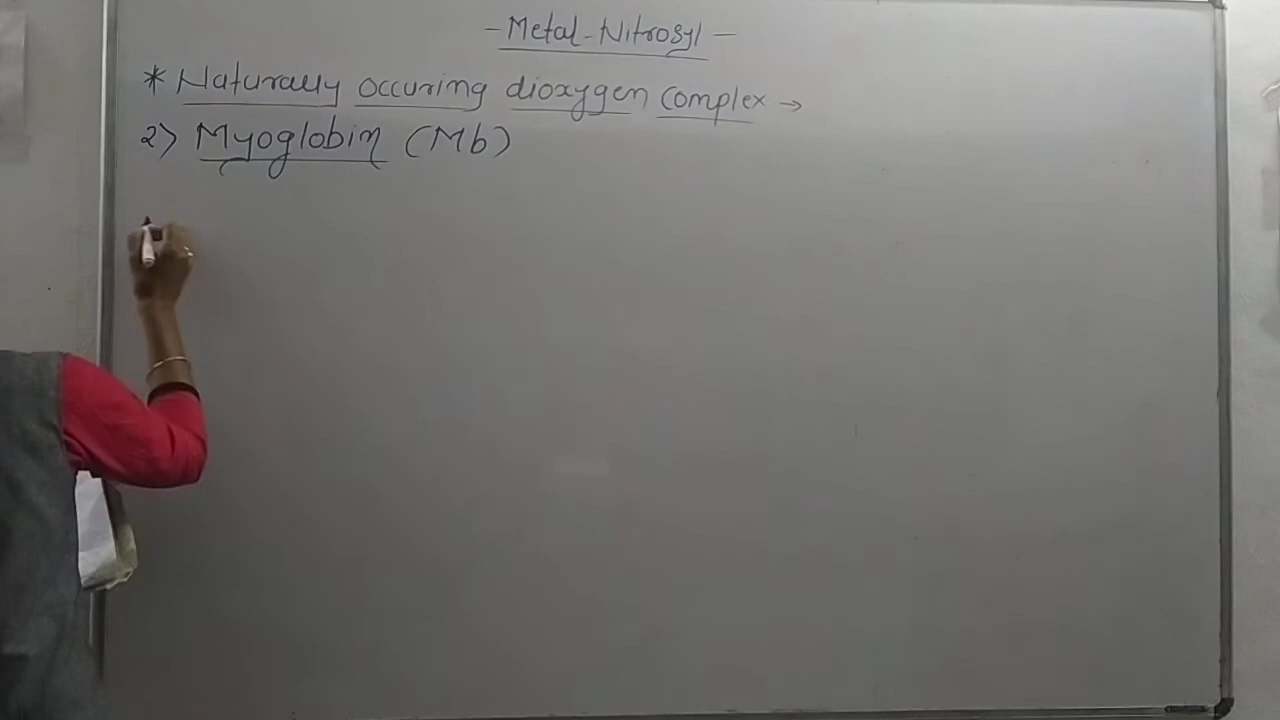 - Metal-Nitrosyl -
* Naturally occuring dioxygen complex →
2) Myoglobin (Mb)